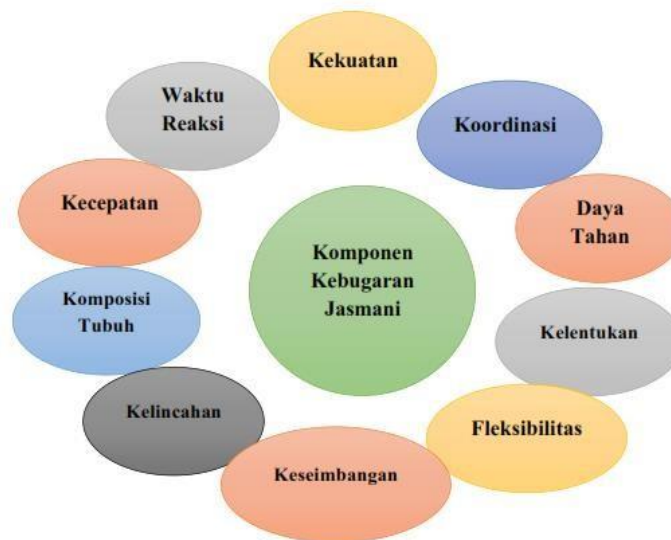 Kekuatan
Waktu
Reaksi
Koordinasi
Kecepatan
Daya
Tahan
Komponen
Kebugaran
Jasmani
Komposisi
Tubuh
Kelentukan
Kelincahan
Fleksibilitas
Keseimbangan